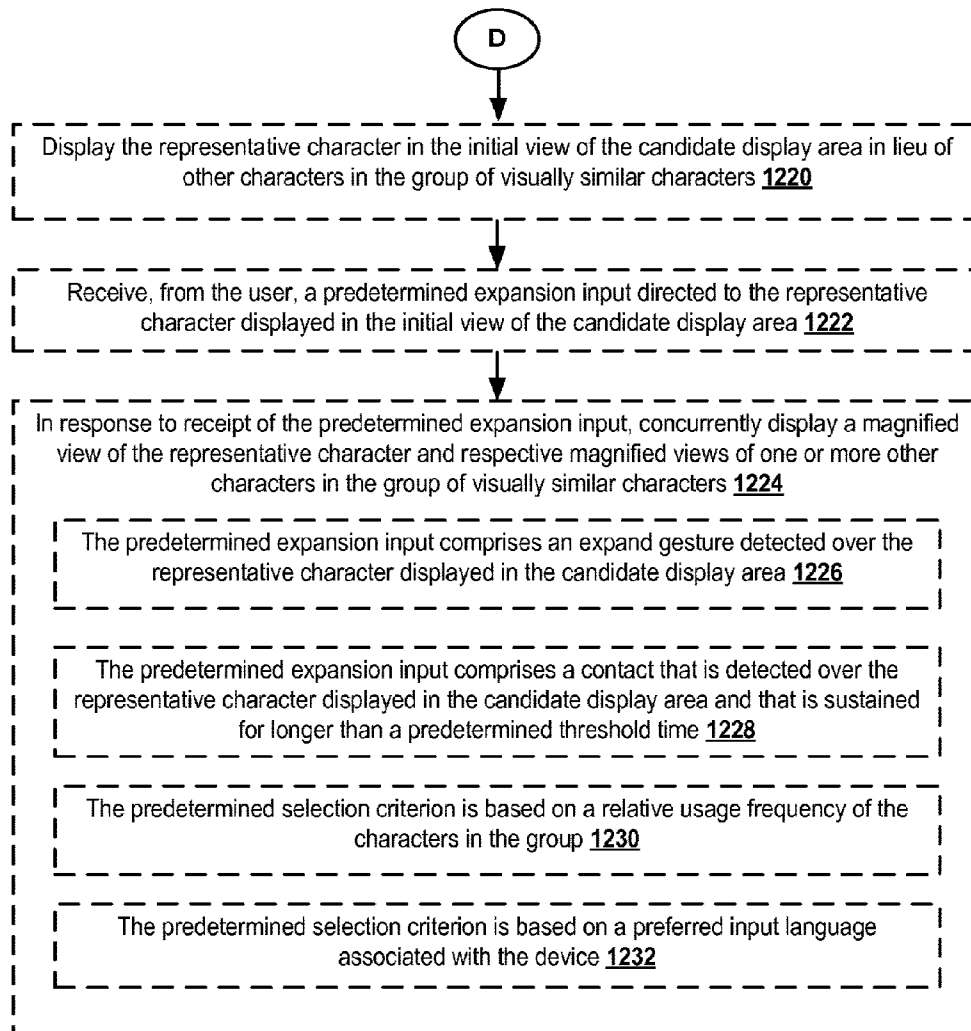 D
Display the representative character in the initial view of the candidate display area in lieu of
other characters in the group of visually similar characters 1220
Receive, from the user, a predetermined expansion input directed to the representative
character displayed in the initial view of the candidate display area 1222
In response to receipt of the predetermined expansion input, concurrently display a magnified
view of the representative character and respective magnified views of one or more other
characters in the group of visually similar characters 1224
The predetermined expansion input comprises an expand gesture detected over the
representative character displayed in the candidate display area 1226
The predetermined expansion input comprises a contact that is detected over the
representative character displayed in the candidate display area and that is sustained
for longer than a predetermined threshold time 1228
The predetermined selection criterion is based on a relative usage frequency of the
characters in the group 1230
The predetermined selection criterion is based on a preferred input language
associated with the device 1232